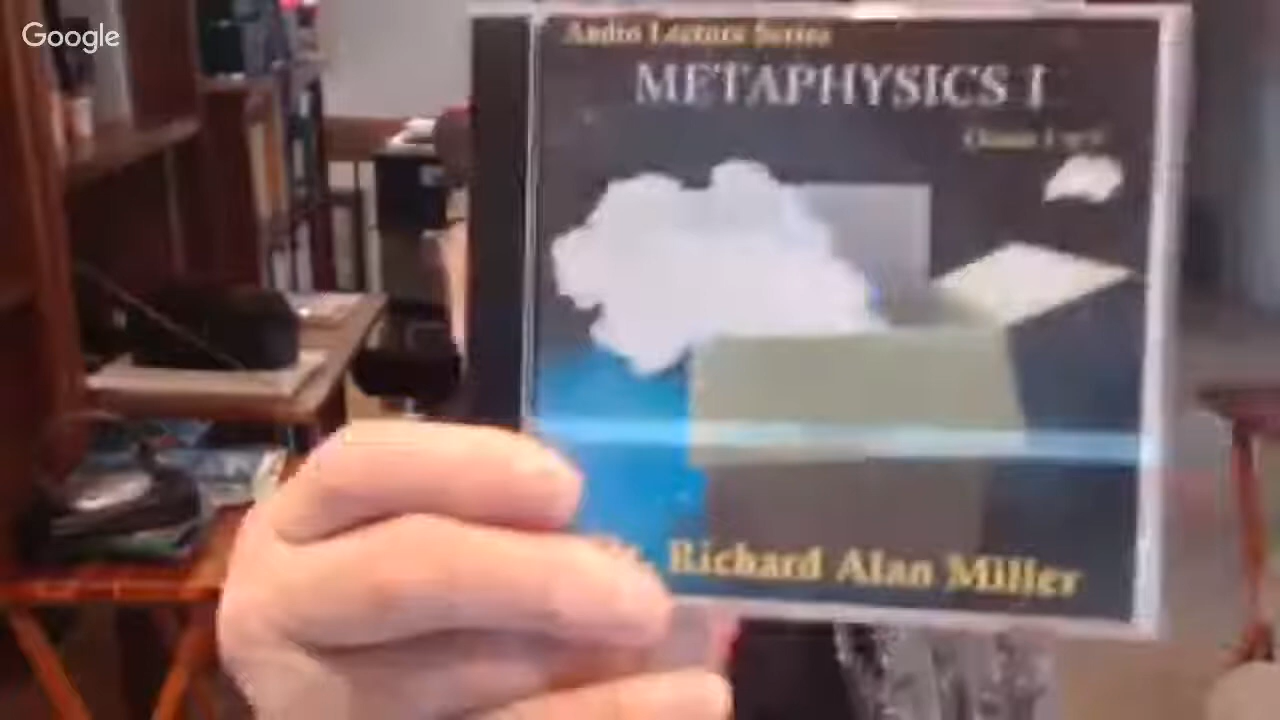 Google
Audio Lecture Series
METAPHYSICS I
Richard Alan Miller